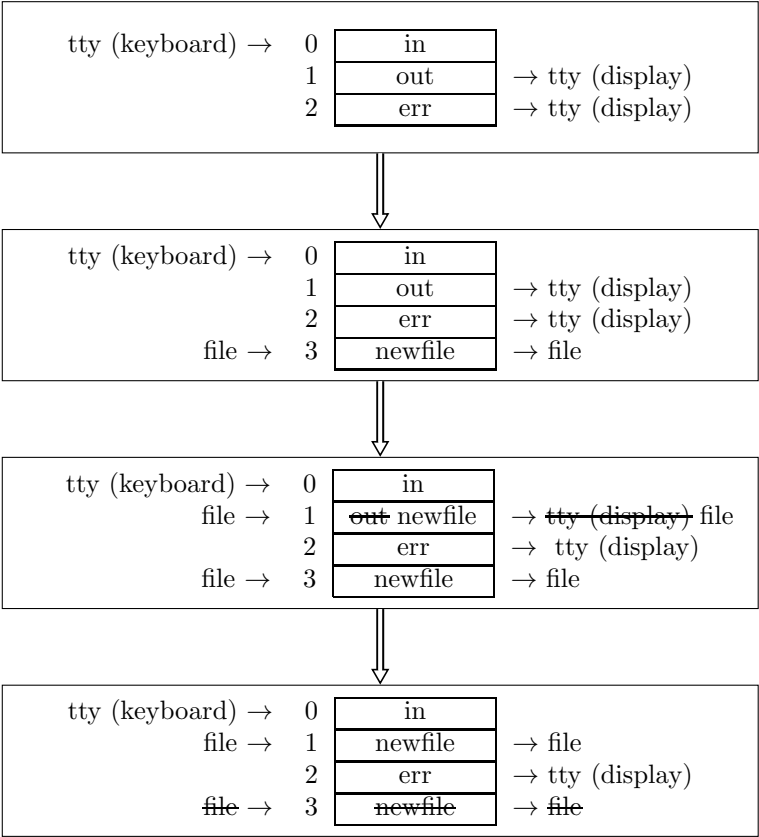 tty (keyboard) → 0 in
1 out → tty (display)
2 err → tty (display)
tty (keyboard) → 0 in
1 out → tty (display)
2 err → tty (display)
file → 3 newfile → file
tty (keyboard) → 0 in
file → 1 out newfile → tty (display) file
2 err → tty (display)
file → 3 newfile → file
tty (keyboard) → 0 in
file → 1 newfile → file
2 err → tty (display)
file → 3 newfile → file